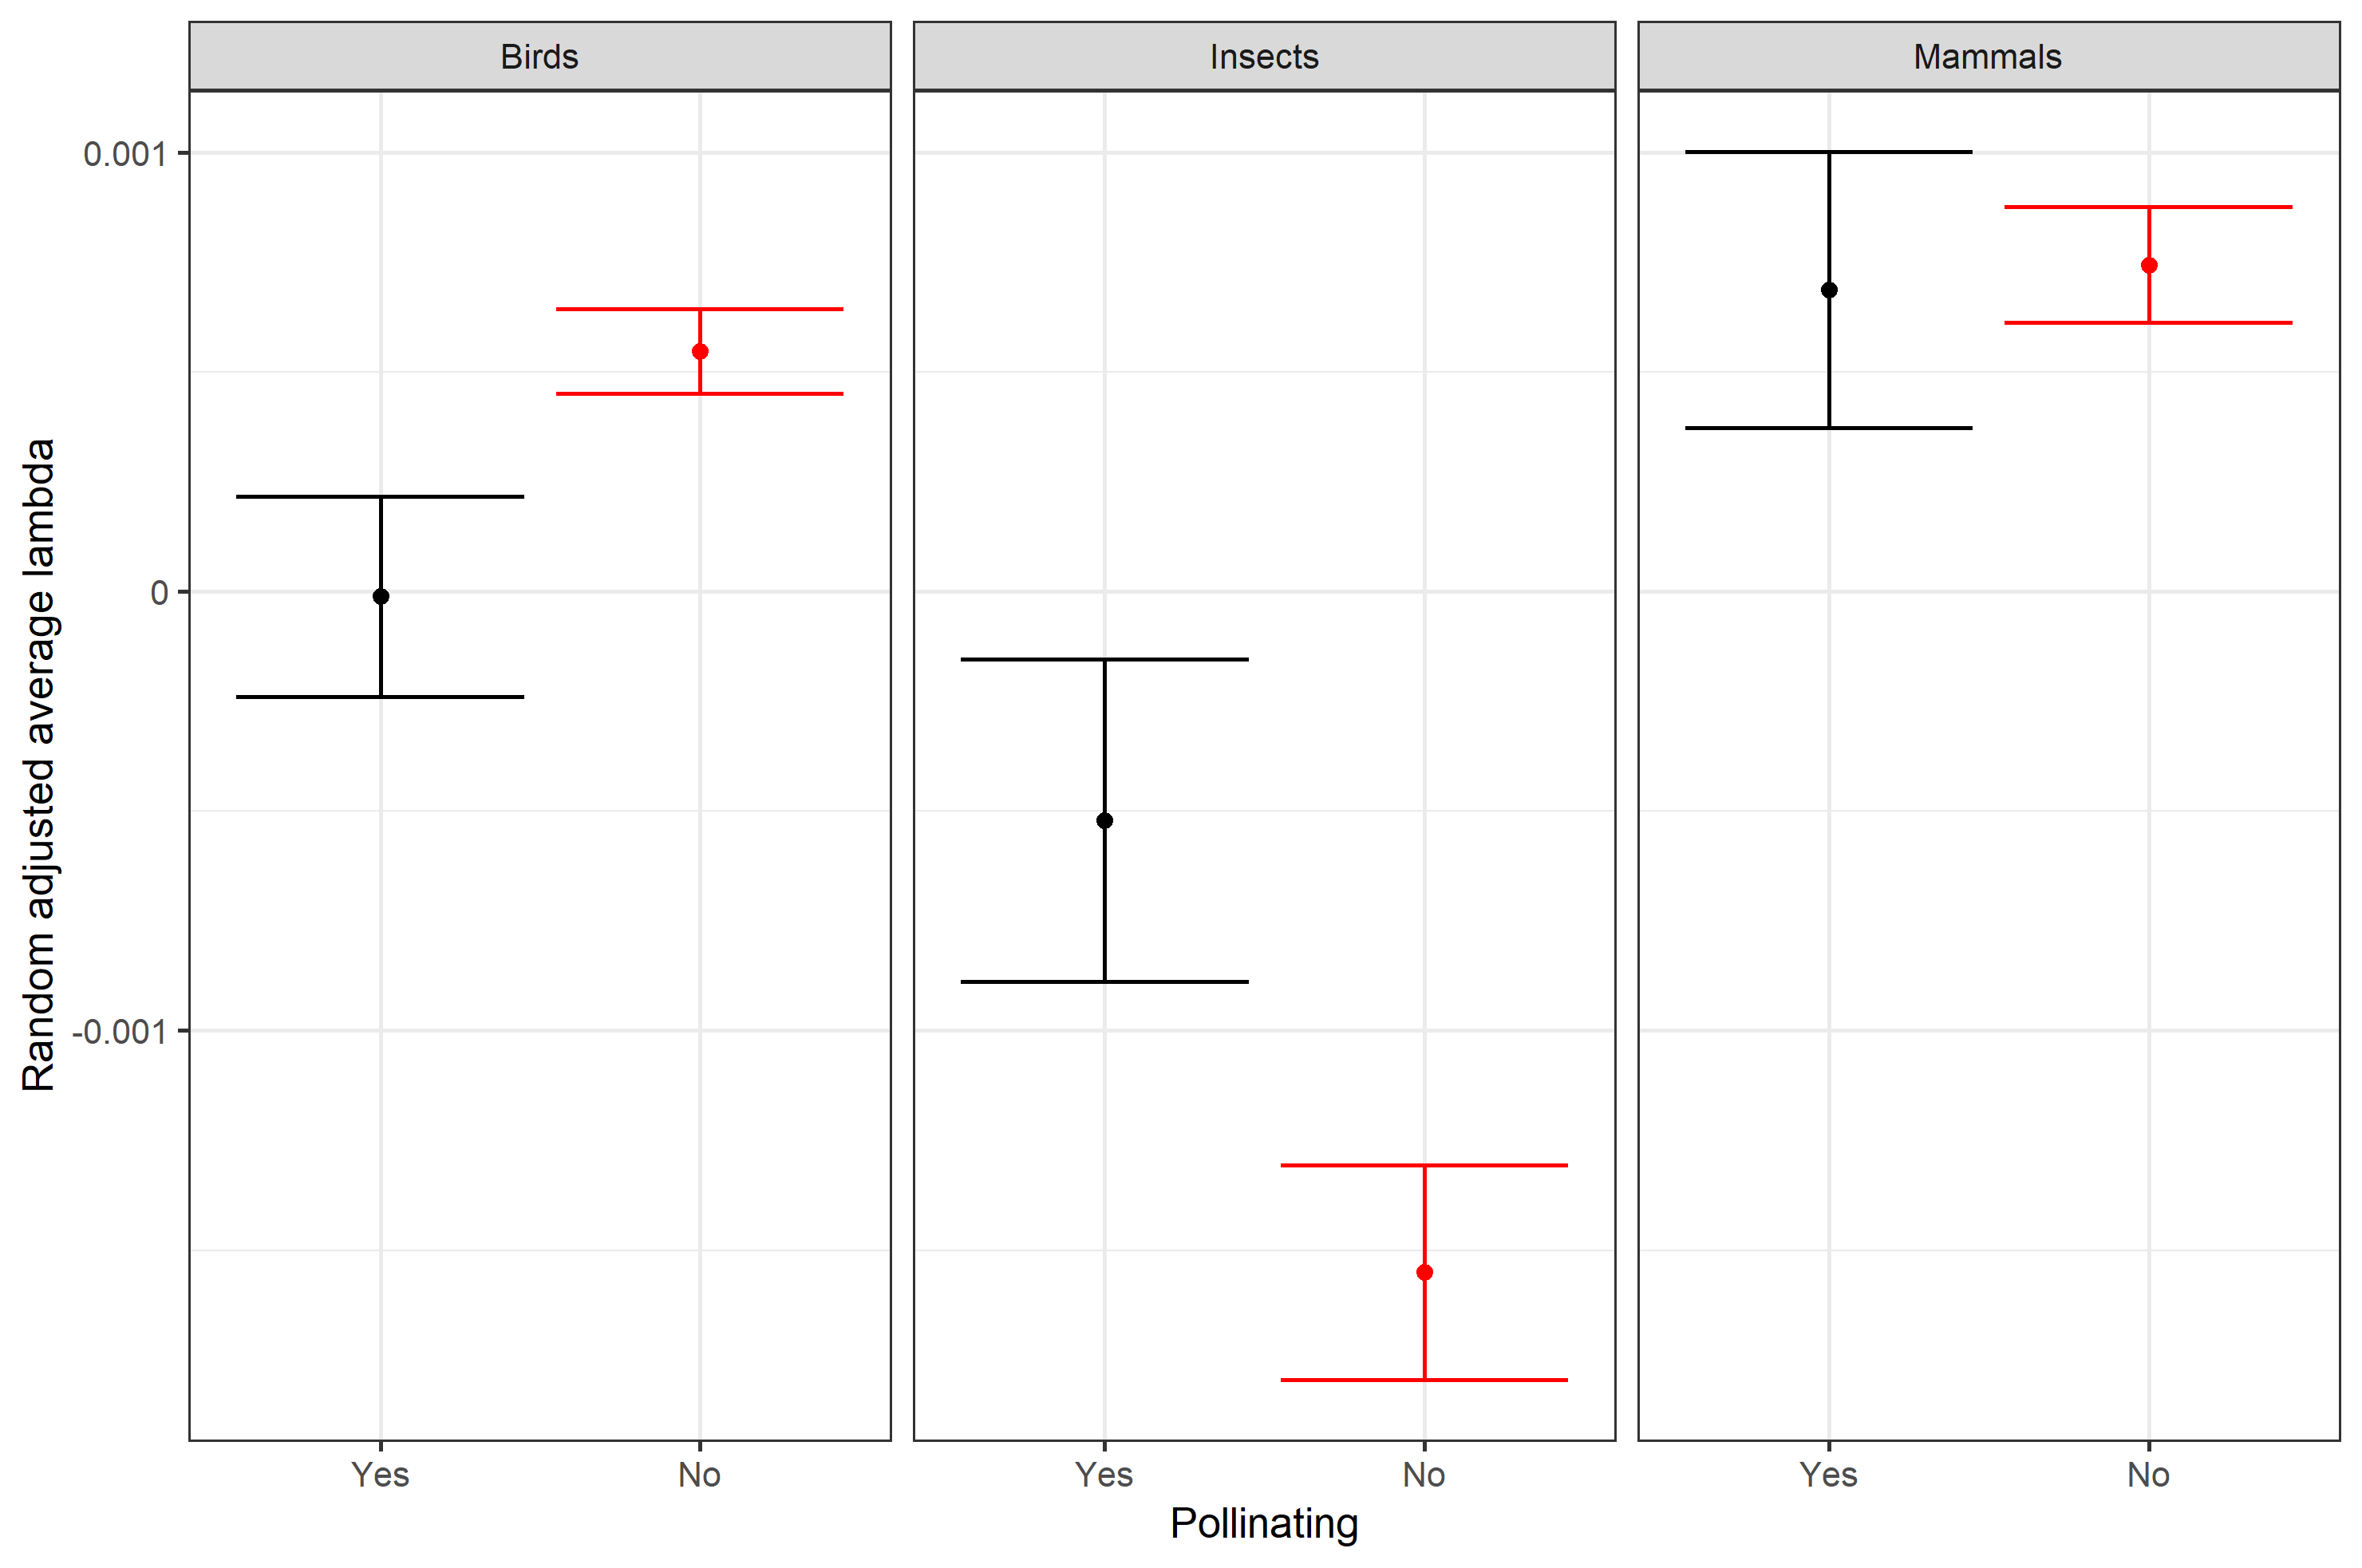 Birds
Insects
Mammals
Random adjusted average lambda
0.001
0
-0.001
Yes
No
Yes
No
Yes
No
Pollinating